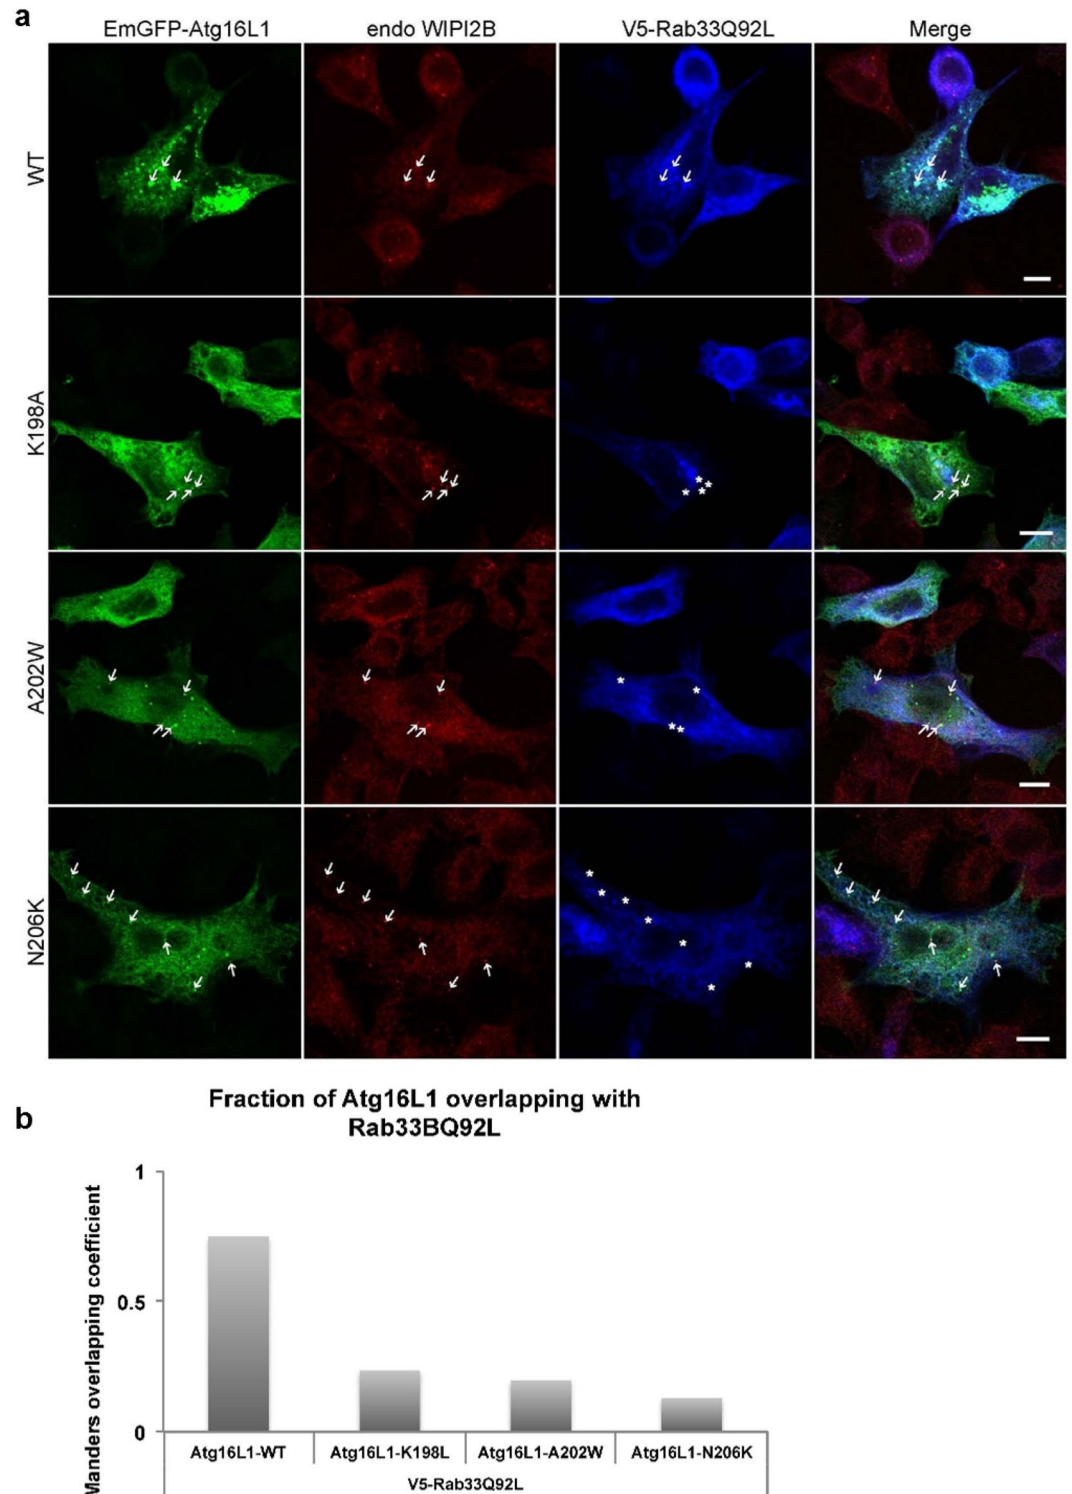 a
EmGFP-Atg16L1 endo WIPI2B V5-Rab33Q92L Merge
WT
K198A
A202W
N206K
b
Fraction of Atg16L1 overlapping with
Rab33BQ92L
Manders overlapping coefficient
1
0.5
0
Atg16L1-WT Atg16L1-K198L Atg16L1-A202W Atg16L1-N206K
V5-Rab33Q92L